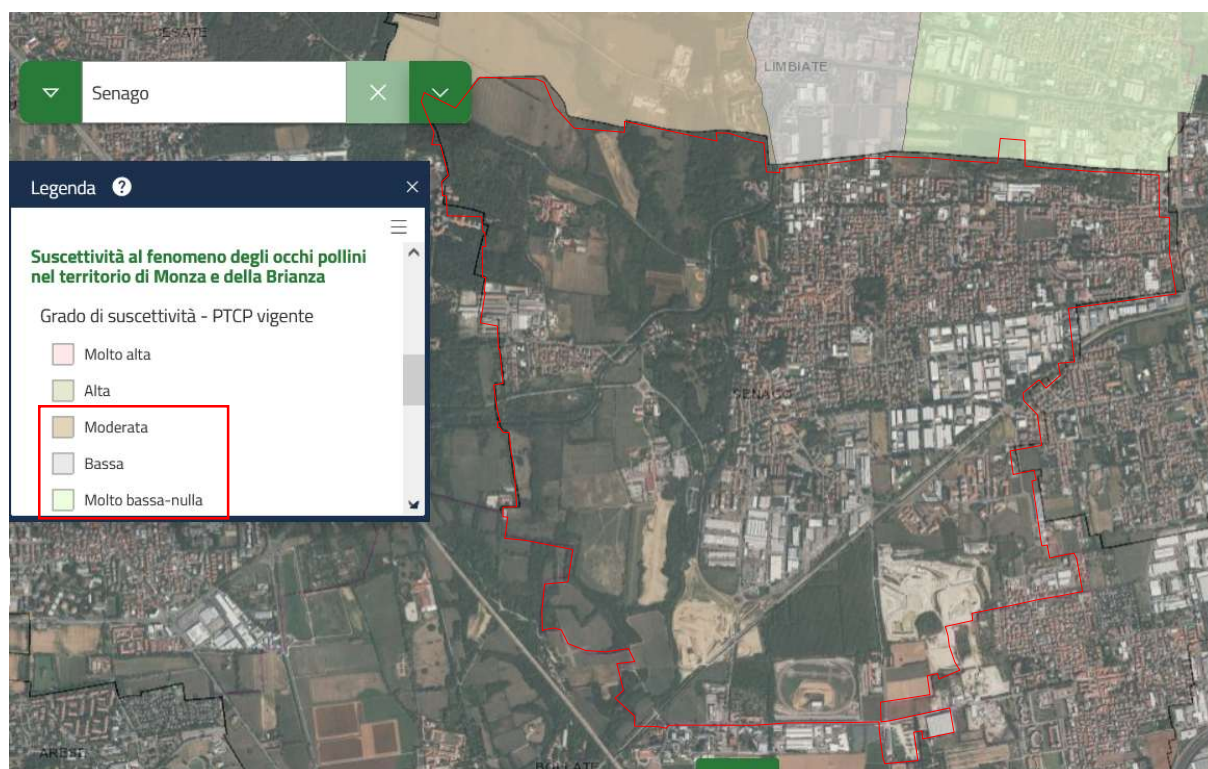 LIMBIATE
Senago
Legenda ?
Suscettività al fenomeno degli occhi pollini
nel territorio di Monza e della Brianza
Grado di suscettività - PTCP vigente
Molto alta
Alta
Moderata
Bassa
Molto bassa-nulla
SENAGO
BOLLATE